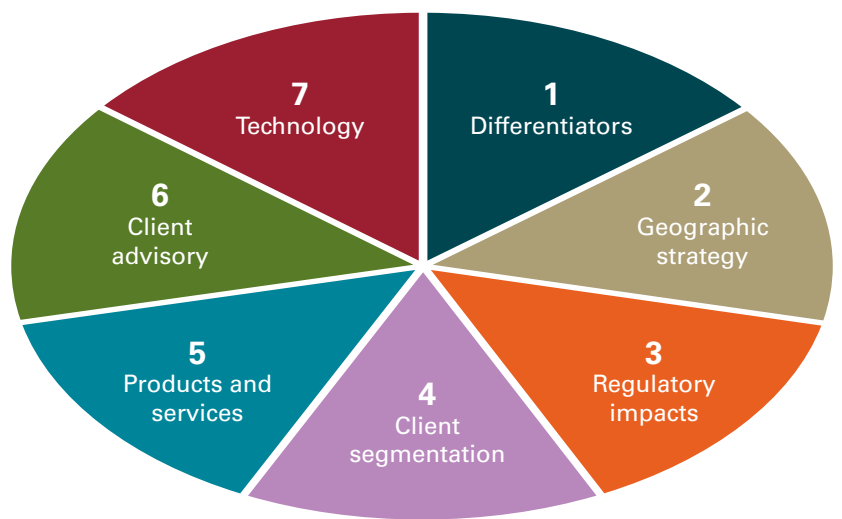 1
Differentiators
2
Geographic
strategy
3
Regulatory
impacts
4
Client
segmentation
5
Products and
services
6
Client
advisory
7
Technology